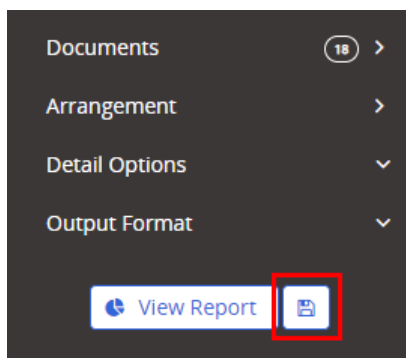 Documents 18
Arrangement
Detail Options
Output Format
View Report